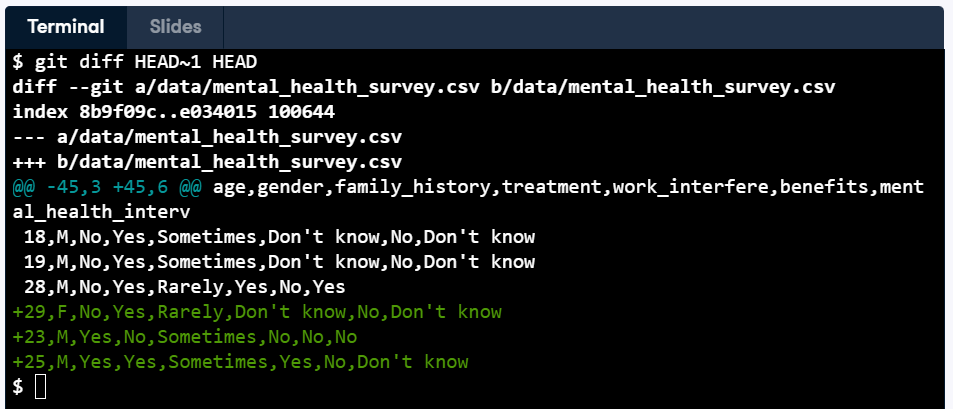 Terminal Slides
$ git diff HEAD~1 HEAD
diff --git a/data/mental_health_survey.csv b/data/mental_health_survey.csv
index 8b9f09c..e034015 100644
--- a/data/mental_health_survey.csv
+++ b/data/mental_health_survey.csv
@@ -45,3 +45,6 @@ age,gender,family_history,treatment,work_interfere,benefits,ment
al_health_interv
 18,M,No,Yes,Sometimes,Don't know,No,Don't know
 19,M,No,Yes,Sometimes,Don't know,No,Don't know
 28,M,No,Yes,Rarely,Yes,No,Yes
+29,F,No,Yes,Rarely,Don't know,No,Don't know
+23,M,Yes,No,Sometimes,No,No,No
+25,M,Yes,Yes,Sometimes,Yes,No,Don't know
$